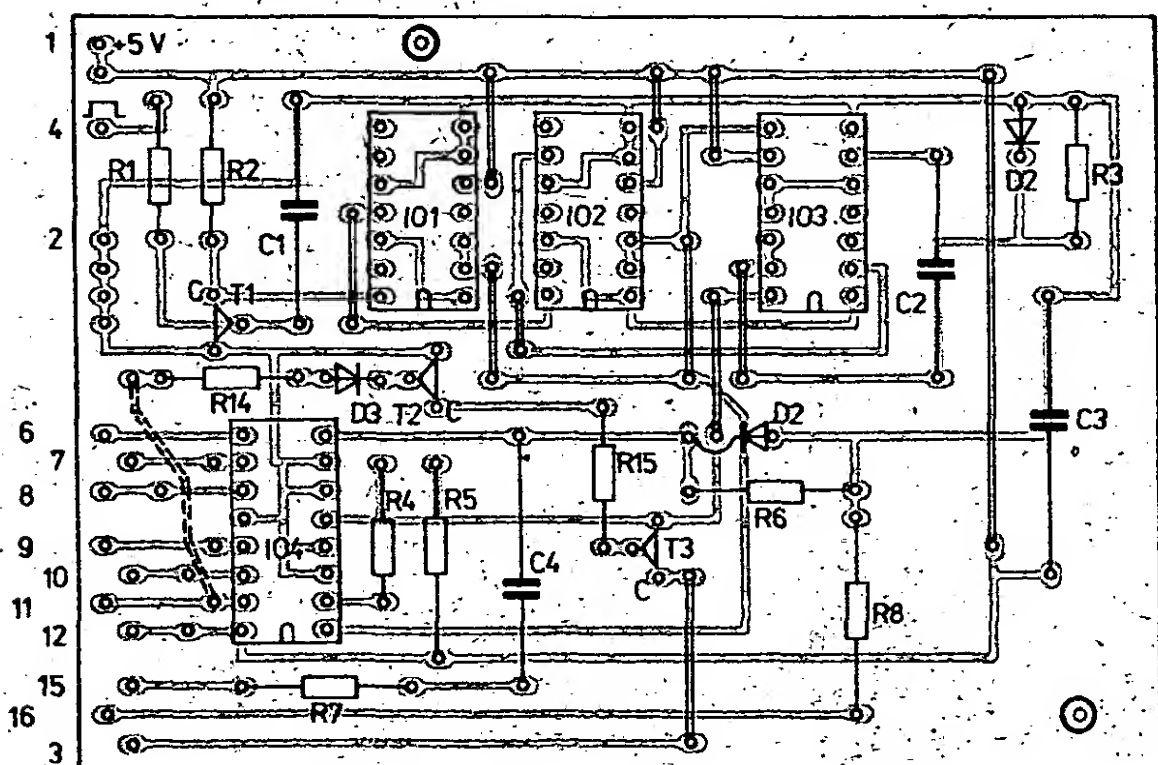 1 +5 V
4
R1 R2 IO1 IO2 IO3 D2 R3
2 C1
C T1 C2
R14 D3 T2 C D2 C3
6
7 R15
8 R4 R5 R6
9 IO4 T3
10 C4 C
11 R8
12
15 R7
16
3